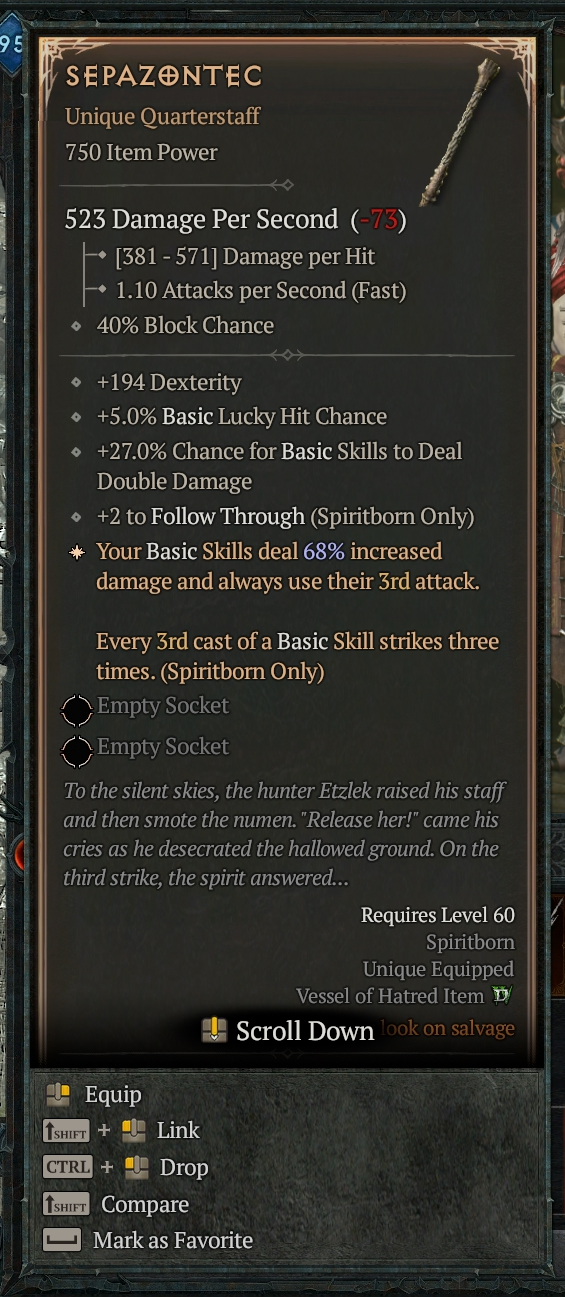 95
SEPAZONTEC
Unique Quarterstaff
750 Item Power
523 Damage Per Second (-73)
[381 - 571] Damage per Hit
1.10 Attacks per Second (Fast)
40% Block Chance
+194 Dexterity
+5.0% Basic Lucky Hit Chance
+27.0% Chance for Basic Skills to Deal
Double Damage
+2 to Follow Through (Spiritborn Only)
Your Basic Skills deal 68% increased
damage and always use their 3rd attack.
Every 3rd cast of a Basic Skill strikes three
times. (Spiritborn Only)
Empty Socket
Empty Socket
To the silent skies, the hunter Etzlek raised his staff
and then smote the numen. "Release her!" came his
cries as he desecrated the hallowed ground. On the
third strike, the spirit answered...
Requires Level 60
Spiritborn
Unique Equipped
Vessel of Hatred Item
Scroll Down look on salvage
Equip
SHIFT + Link
CTRL + Drop
SHIFT Compare
Mark as Favorite